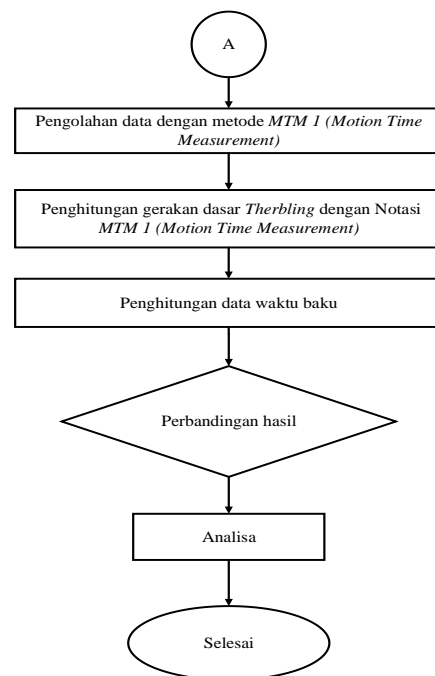 A
Pengolahan data dengan metode MTM 1 (Motion Time
Measurement)
Penghitungan gerakan dasar Therbling dengan Notasi
MTM 1 (Motion Time Measurement)
Penghitungan data waktu baku
Perbandingan hasil
Analisa
Selesai